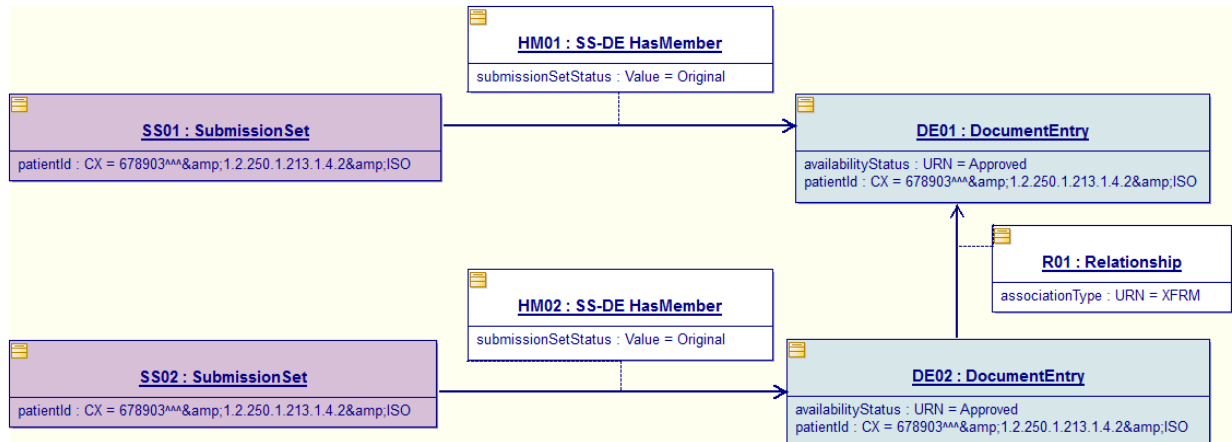 HM01 : SS-DE HasMember
submissionSetStatus : Value = Original
SS01 : SubmissionSet
patientId : CX = 678903^^^&amp;1.2.250.1.213.1.4.2&amp;ISO
DE01 : DocumentEntry
availabilityStatus : URN = Approved
patientId : CX = 678903^^^&amp;1.2.250.1.213.1.4.2&amp;ISO
R01 : Relationship
associationType : URN = XFRM
HM02 : SS-DE HasMember
submissionSetStatus : Value = Original
SS02 : SubmissionSet
patientId : CX = 678903^^^&amp;1.2.250.1.213.1.4.2&amp;ISO
DE02 : DocumentEntry
availabilityStatus : URN = Approved
patientId : CX = 678903^^^&amp;1.2.250.1.213.1.4.2&amp;ISO